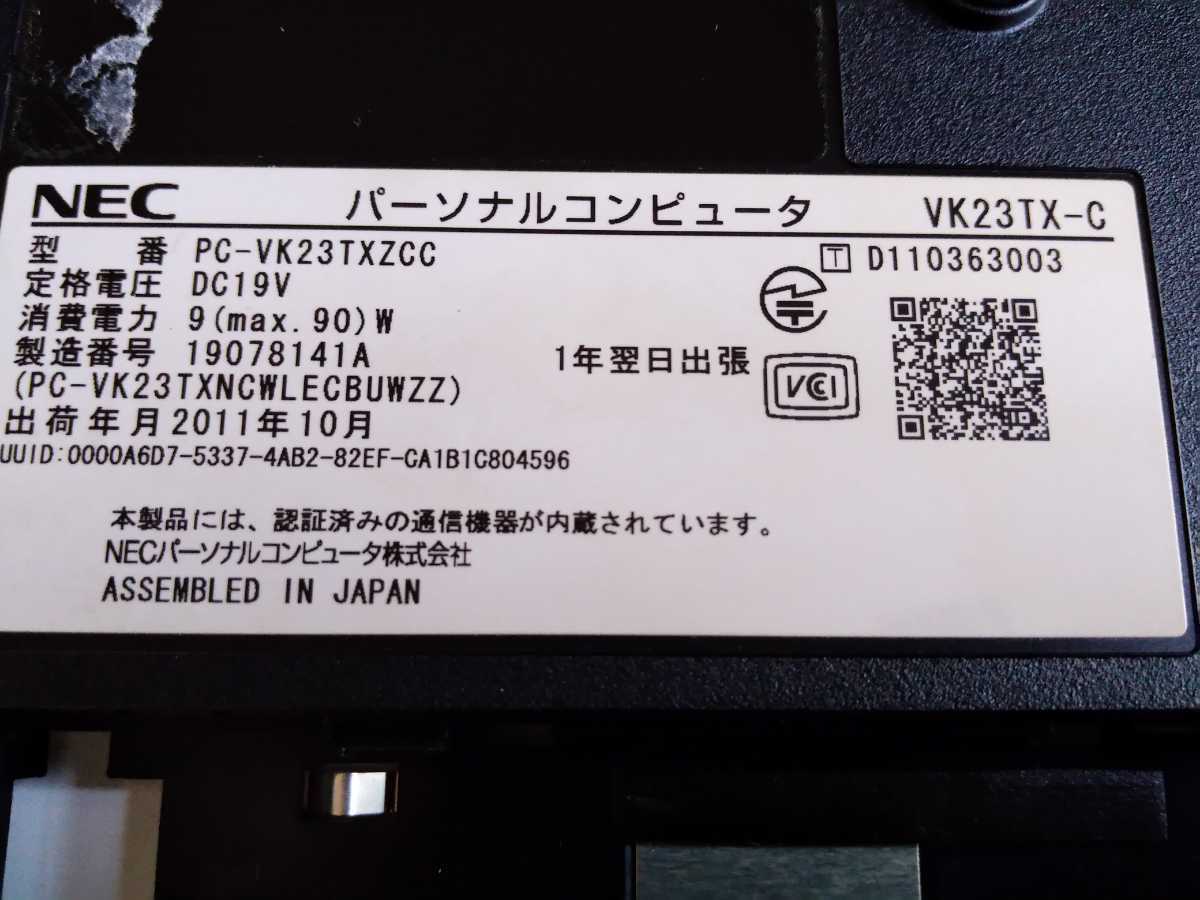 NEC パーソナルコンピュータ VK23TX-C
型 番 PC-VK23TXZCC
T D110363003
定格電圧 DC19V
消費電力 9(max.90)W
製造番号 19078141A
1年翌日出張
VCI
(PC-VK23TXNCWLECBUWZZ)
出荷年月2011年10月
UUID:0000A6D7-5337-4AB2-82EF-CA1B1C804596
本製品には、認証済みの通信機器が内蔵されています。
NECパーソナルコンピュータ株式会社
ASSEMBLED IN JAPAN